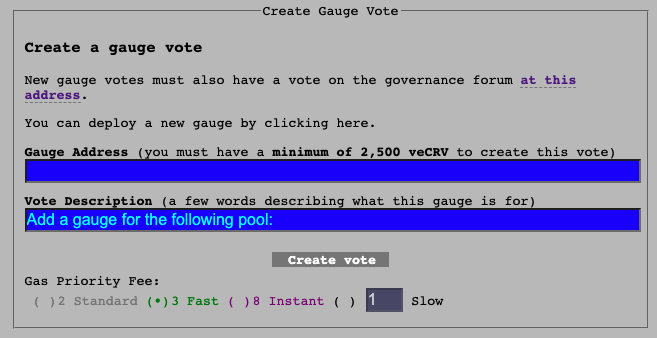 Create Gauge Vote
Create a gauge vote
New gauge votes must also have a vote on the governance forum at this
address.
You can deploy a new gauge by clicking here.
Gauge Address (you must have a minimum of 2,500 veCRV to create this vote)
Vote Description (a few words describing what this gauge is for)
Add a gauge for the following pool:
Create vote
Gas Priority Fee:
( )2 Standard (•)3 Fast ( )8 Instant ( ) 1 Slow